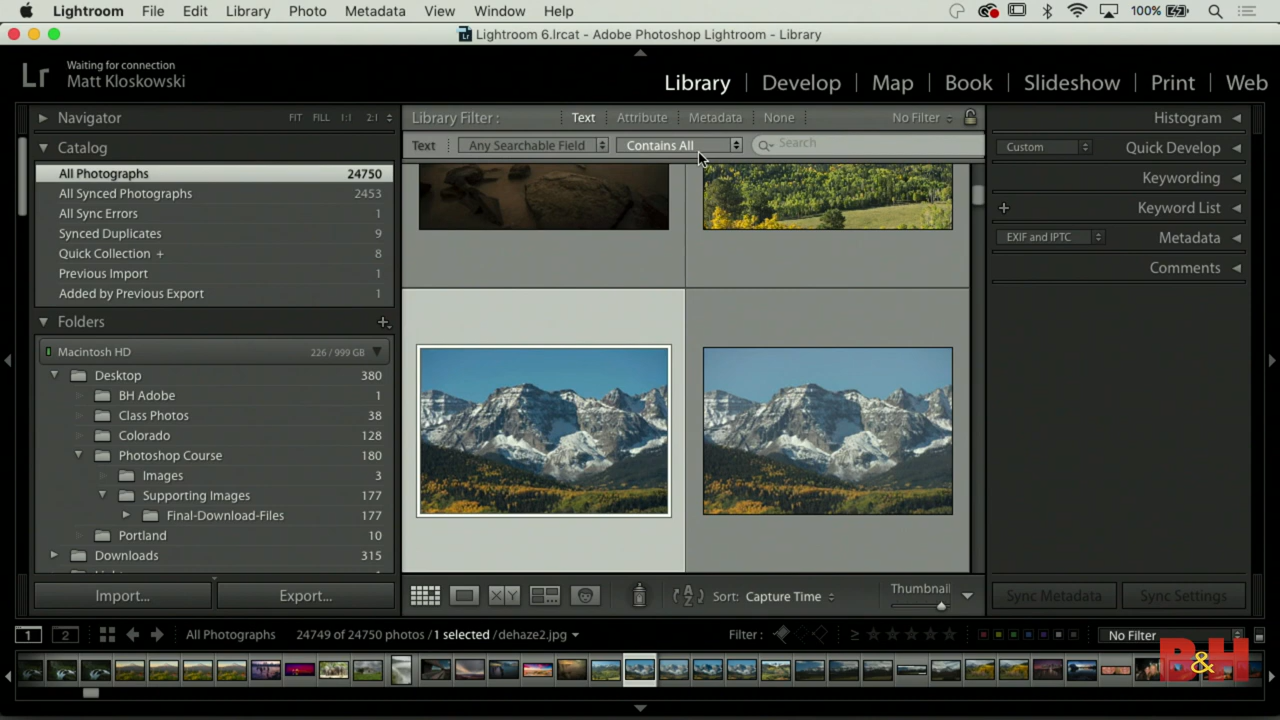 Lightroom File Edit Library Photo Metadata View Window Help 100%
Lr Lightroom 6.lrcat - Adobe Photoshop Lightroom - Library
Lr
Waiting for connection
Matt Kloskowski
Library | Develop | Map | Book | Slideshow | Print | Web
Navigator FIT FILL 1:1 2:1
Library Filter : Text Attribute Metadata None No Filter
Histogram
Catalog
Text Any Searchable Field Contains All Search
Custom Quick Develop
All Photographs 24750
All Synced Photographs 2453
All Sync Errors 1
Synced Duplicates 9
Quick Collection + 8
Previous Import 1
Added by Previous Export 1
Keywording
+ Keyword List
EXIF and IPTC Metadata
Comments
Folders +
Macintosh HD 226 / 999 GB
Desktop 380
BH Adobe 1
Class Photos 38
Colorado 128
Photoshop Course 180
Images 3
Supporting Images 177
Final-Download-Files 177
Portland 10
Downloads 315
Import... Export...
X Y A Z Sort: Capture Time Thumbnail
Sync Metadata Sync Settings
1 2 All Photographs 24749 of 24750 photos / 1 selected / dehaze2.jpg Filter : ≥ No Filter
B&H